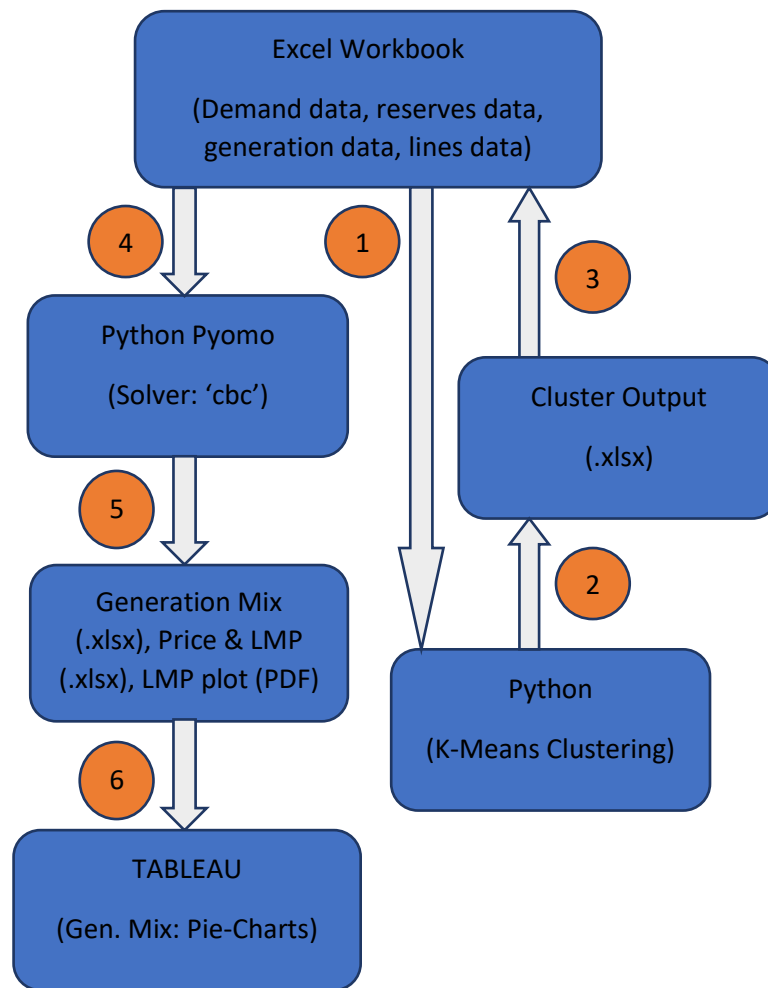 Excel Workbook
(Demand data, reserves data,
generation data, lines data)
4
1
3
Python Pyomo
(Solver: ‘cbc’)
Cluster Output
(.xlsx)
5
2
Generation Mix
(.xlsx), Price & LMP
(.xlsx), LMP plot (PDF)
Python
(K-Means Clustering)
6
TABLEAU
(Gen. Mix: Pie-Charts)